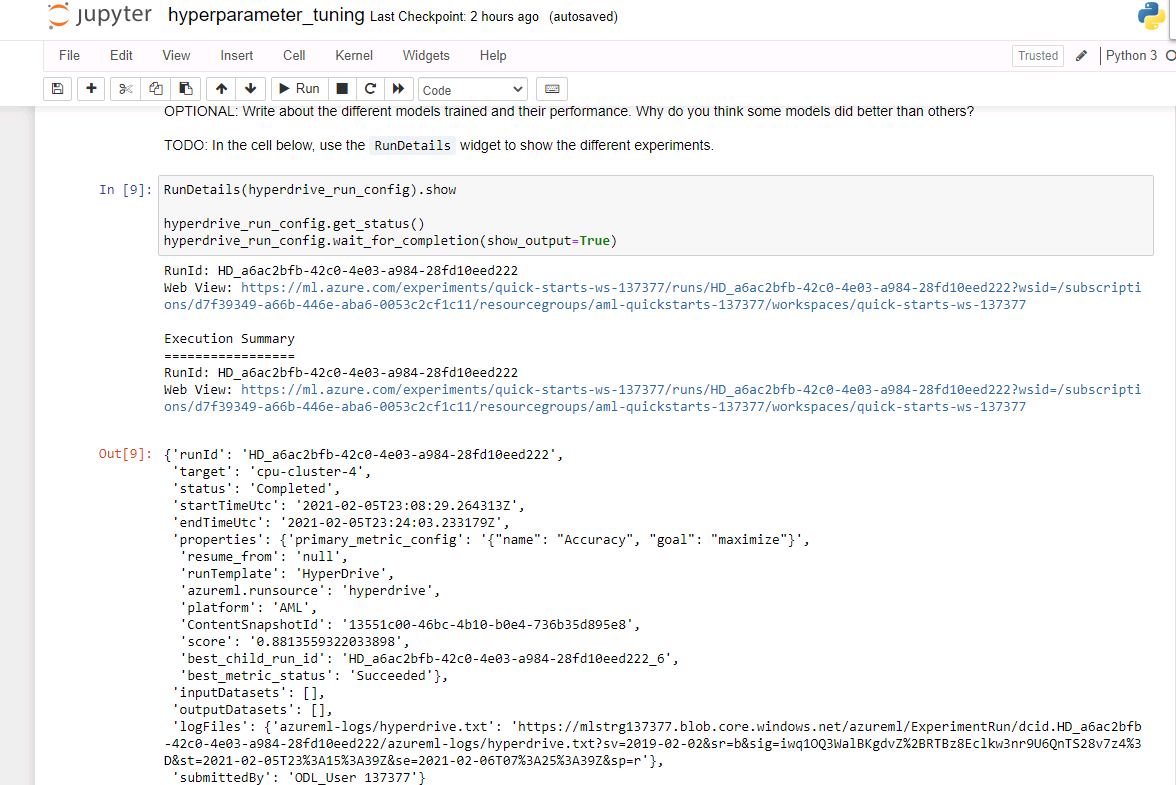 jupyter hyperparameter_tuning Last Checkpoint: 2 hours ago (autosaved)
File Edit View Insert Cell Kernel Widgets Help Trusted Python 3
Run Code
OPTIONAL: Write about the different models trained and their performance. Why do you think some models did better than others?
TODO: In the cell below, use the RunDetails widget to show the different experiments.
In [9]: RunDetails(hyperdrive_run_config).show
hyperdrive_run_config.get_status()
hyperdrive_run_config.wait_for_completion(show_output=True)
RunId: HD_a6ac2bfb-42c0-4e03-a984-28fd10eed222
Web View: https://ml.azure.com/experiments/quick-starts-ws-137377/runs/HD_a6ac2bfb-42c0-4e03-a984-28fd10eed222?wsid=/subscripti
ons/d7f39349-a66b-446e-aba6-0053c2cf1c11/resourcegroups/aml-quickstarts-137377/workspaces/quick-starts-ws-137377
Execution Summary
=================
RunId: HD_a6ac2bfb-42c0-4e03-a984-28fd10eed222
Web View: https://ml.azure.com/experiments/quick-starts-ws-137377/runs/HD_a6ac2bfb-42c0-4e03-a984-28fd10eed222?wsid=/subscripti
ons/d7f39349-a66b-446e-aba6-0053c2cf1c11/resourcegroups/aml-quickstarts-137377/workspaces/quick-starts-ws-137377
Out[9]: {'runId': 'HD_a6ac2bfb-42c0-4e03-a984-28fd10eed222',
'target': 'cpu-cluster-4',
'status': 'Completed',
'startTimeUtc': '2021-02-05T23:08:29.264313Z',
'endTimeUtc': '2021-02-05T23:24:03.233179Z',
'properties': {'primary_metric_config': '{"name": "Accuracy", "goal": "maximize"}',
'resume_from': 'null',
'runTemplate': 'HyperDrive',
'azureml.runsource': 'hyperdrive',
'platform': 'AML',
'ContentSnapshotId': '13551c00-46bc-4b10-b0e4-736b35d895e8',
'score': '0.8813559322033898',
'best_child_run_id': 'HD_a6ac2bfb-42c0-4e03-a984-28fd10eed222_6',
'best_metric_status': 'Succeeded'},
'inputDatasets': [],
'outputDatasets': [],
'logFiles': {'azureml-logs/hyperdrive.txt': 'https://mlstrg137377.blob.core.windows.net/azureml/ExperimentRun/dcid.HD_a6ac2bfb
-42c0-4e03-a984-28fd10eed222/azureml-logs/hyperdrive.txt?sv=2019-02-02&sr=b&sig=iwq1OQ3WalBKgdvZ%2BRTBz8Eclkw3nr9U6QnTS28v7z4%3
D&st=2021-02-05T23%3A15%3A39Z&se=2021-02-06T07%3A25%3A39Z&sp=r'},
'submittedBy': 'ODL_User 137377'}